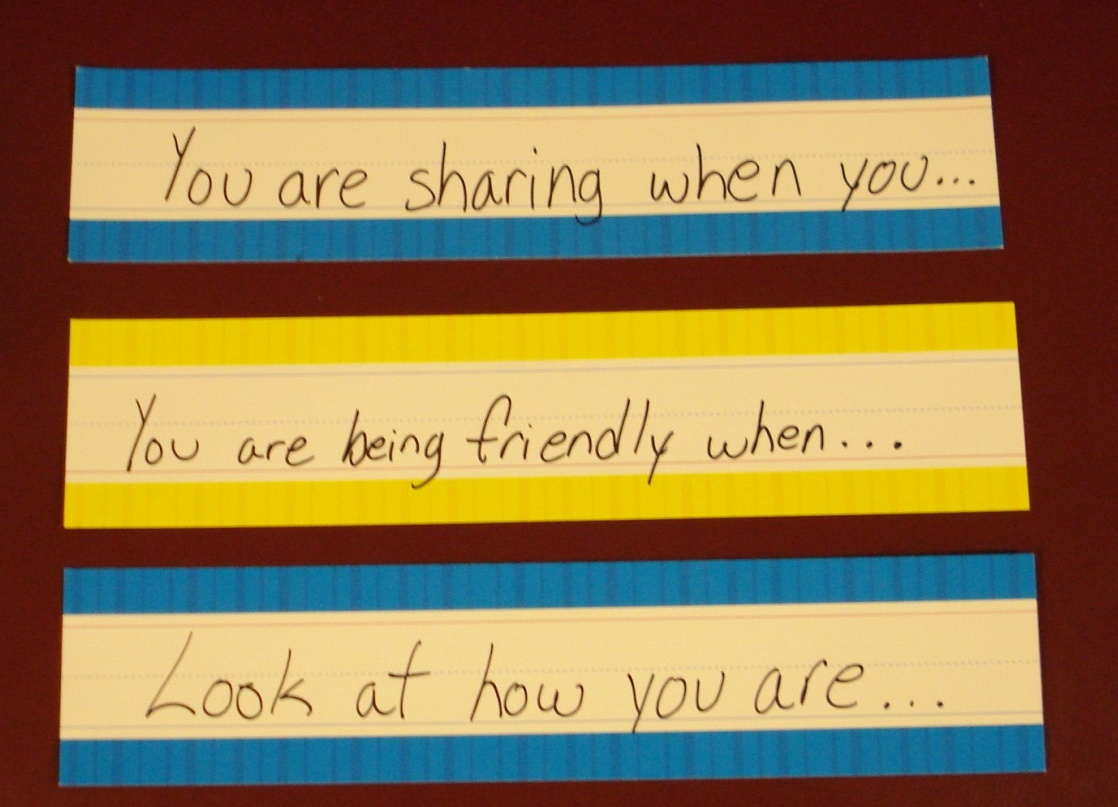 You are sharing when you...
You are being friendly when...
Look at how you are...